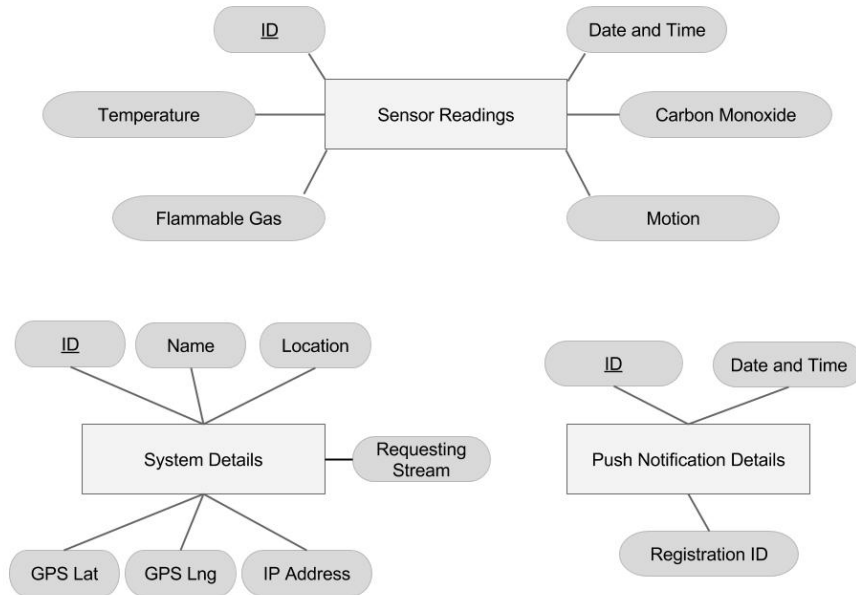 ID
Date and Time
Temperature
Sensor Readings
Carbon Monoxide
Flammable Gas
Motion
ID
Name
Location
ID
Date and Time
System Details
Requesting
Stream
Push Notification Details
GPS Lat
GPS Lng
IP Address
Registration ID